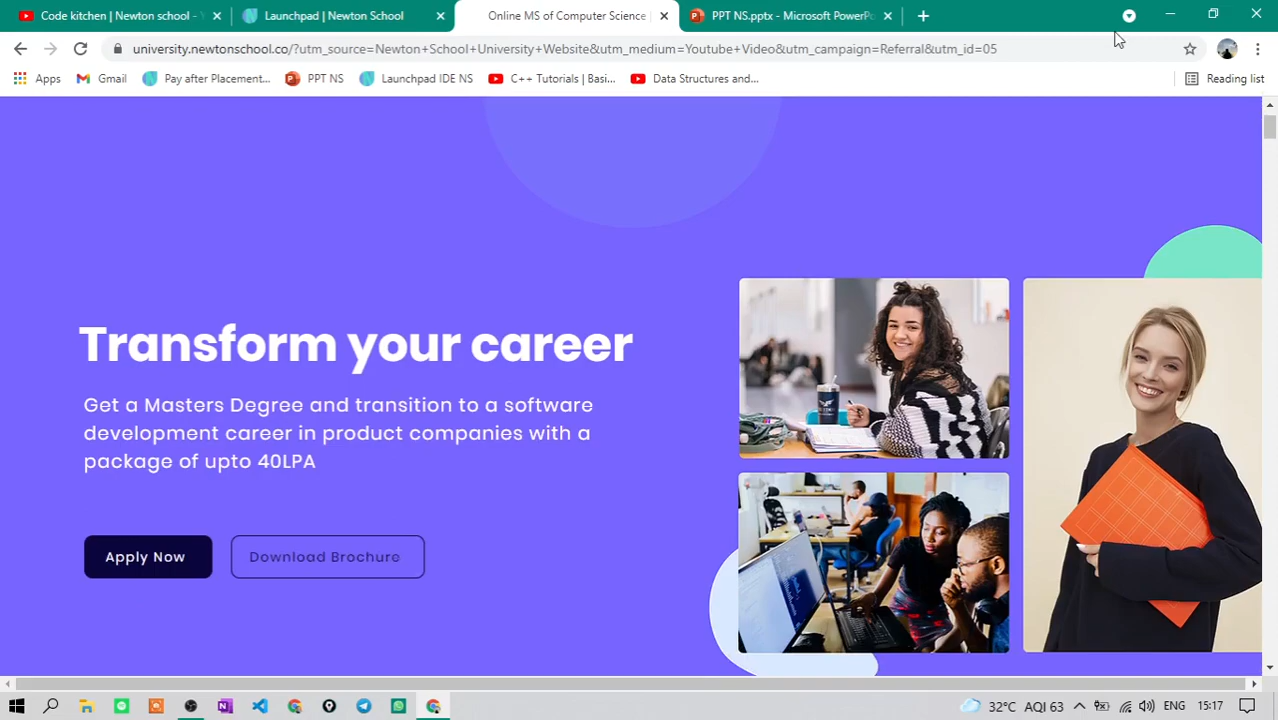 Code kitchen | Newton school - Y
Launchpad | Newton School
Online MS of Computer Science |
PPT NS.pptx - Microsoft PowerPo
university.newtonschool.co/?utm_source=Newton+School+University+Website&utm_medium=Youtube+Video&utm_campaign=Referral&utm_id=05
Apps
Gmail
Pay after Placement...
PPT NS
Launchpad IDE NS
C++ Tutorials | Basi...
Data Structures and...
Reading list
Transform your career
Get a Masters Degree and transition to a software
development career in product companies with a
package of upto 40LPA
Apply Now
Download Brochure
32°C AQI 63
ENG
15:17